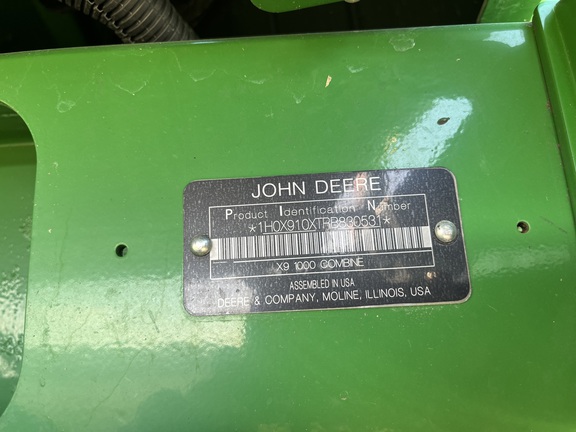 JOHN DEERE
Product Identification Number
*1H0X910XTRB830531*
X9 1000 COMBINE
ASSEMBLED IN USA
DEERE & COMPANY, MOLINE, ILLINOIS, USA